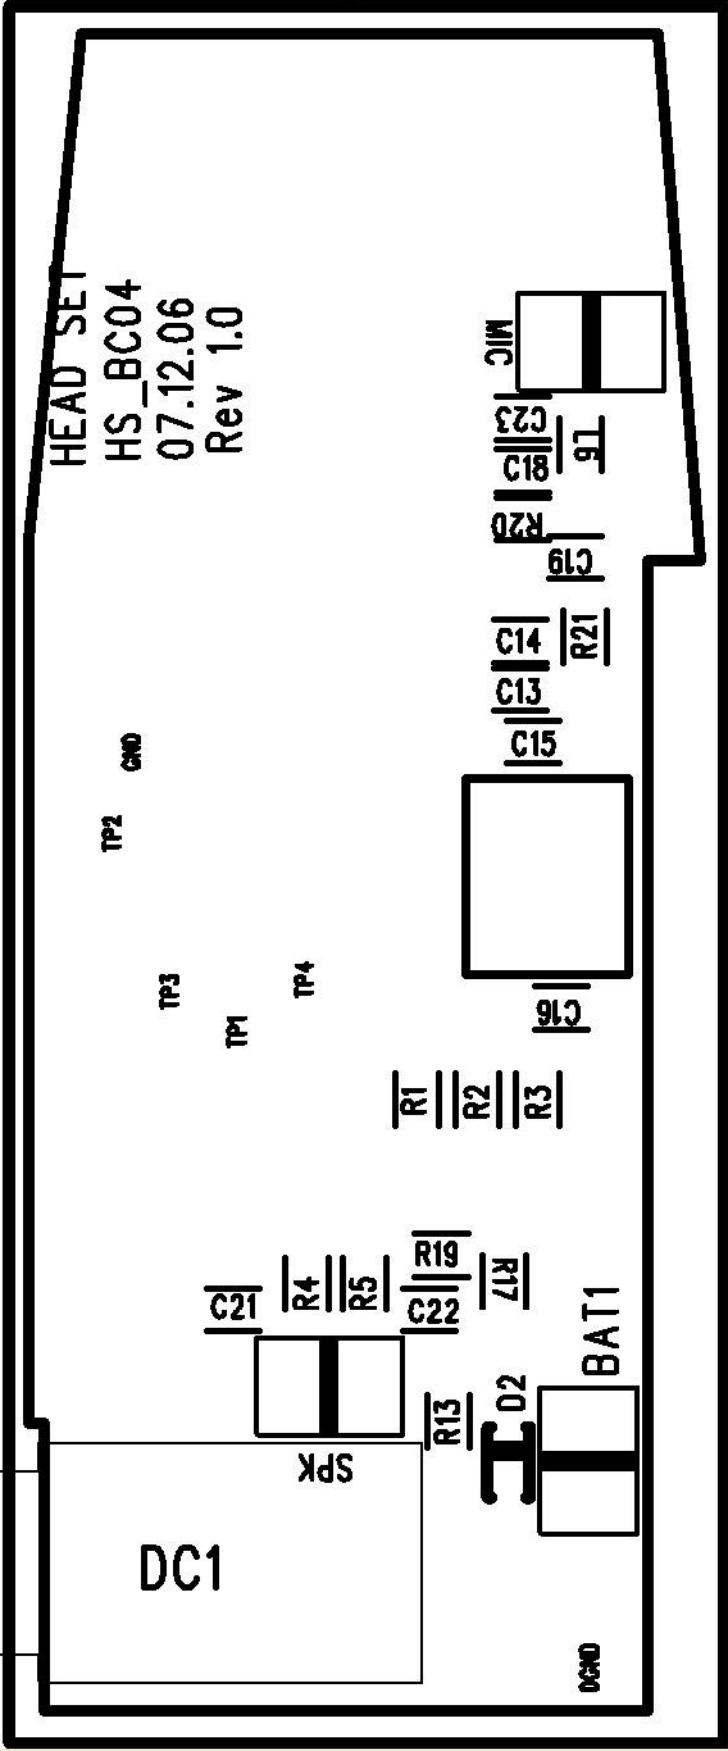 HEAD SET
HS_BC04
07.12.06
Rev 1.0
MIC
C23
L6
C18
R20
C19
C14
R21
C13
C15
GND
TP2
TP3
TP4
TP1
C16
R1
R2
R3
R19
R4
R5
R17
C21
C22
BAT1
D2
R13
SPK
DC1
DGND